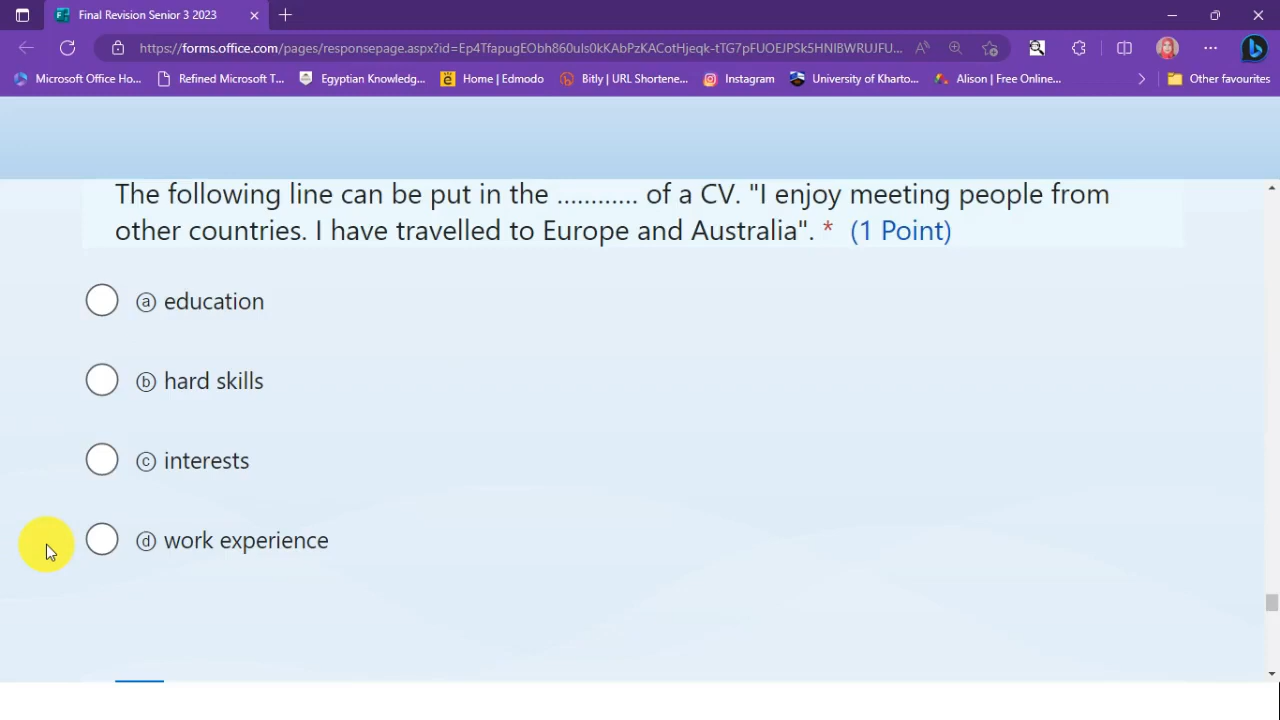 Final Revision Senior 3 2023
https://forms.office.com/pages/responsepage.aspx?id=Ep4TfapugEObh860uls0kKAbPzKACotHjeqk-tTG7pFUOEJPSk5HNlBWRUJFU...
Microsoft Office Ho... Refined Microsoft T... Egyptian Knowledg... Home | Edmodo Bitly | URL Shortene... Instagram University of Kharto... Alison | Free Online... Other favourites
The following line can be put in the ............ of a CV. "I enjoy meeting people from
other countries. I have travelled to Europe and Australia". * (1 Point)
ⓐ education
ⓑ hard skills
ⓒ interests
ⓓ work experience